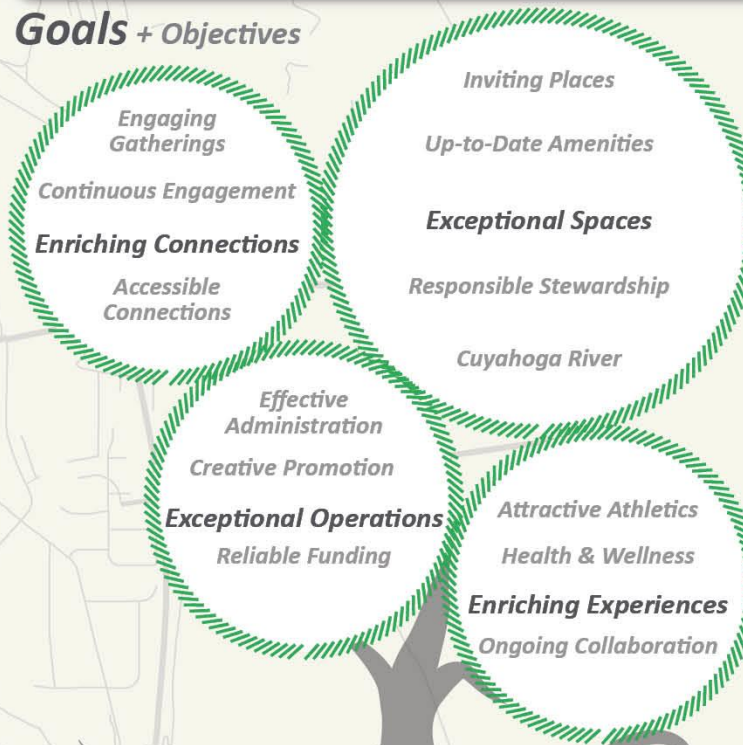 Goals + Objectives
Engaging
Gatherings
Continuous Engagement
Enriching Connections
Accessible
Connections
Inviting Places
Up-to-Date Amenities
Exceptional Spaces
Responsible Stewardship
Cuyahoga River
Effective
Administration
Creative Promotion
Exceptional Operations
Reliable Funding
Attractive Athletics
Health & Wellness
Enriching Experiences
Ongoing Collaboration